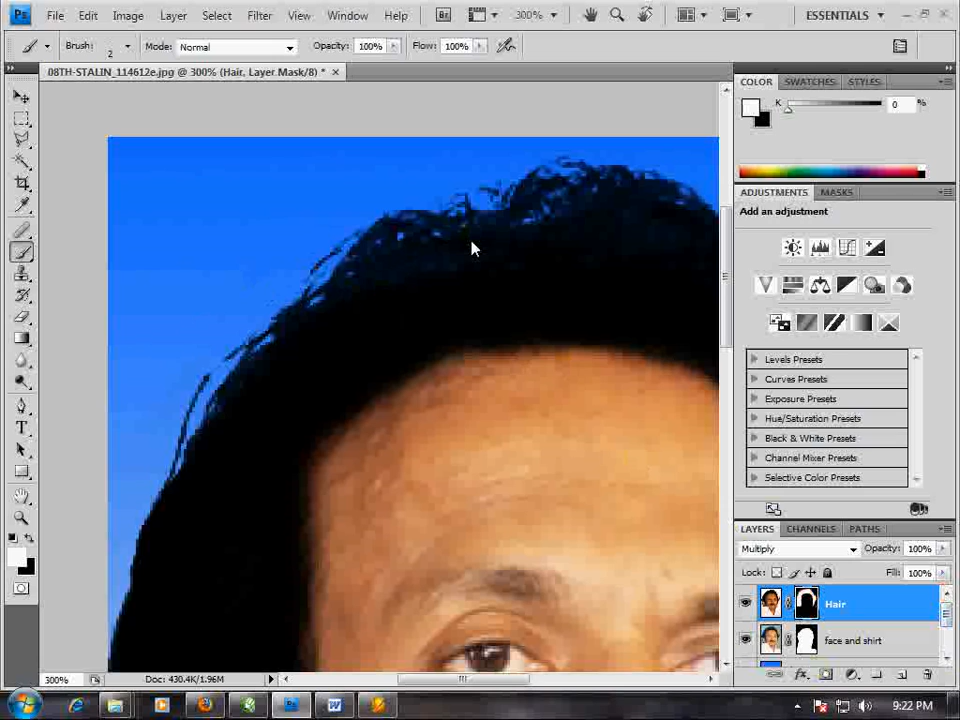 Ps File Edit Image Layer Select Filter View Window Help Br 300% ESSENTIALS
Brush: 2 Mode: Normal Opacity: 100% Flow: 100%
08TH-STALIN_114612e.jpg @ 300% (Hair, Layer Mask/8) * ×
COLOR SWATCHES STYLES
K 0 %
ADJUSTMENTS MASKS
Add an adjustment
Levels Presets
Curves Presets
Exposure Presets
Hue/Saturation Presets
Black & White Presets
Channel Mixer Presets
Selective Color Presets
LAYERS CHANNELS PATHS
Multiply Opacity: 100%
Lock: Fill: 100%
Hair
face and shirt
300% Doc: 430.4K/1.96M
9:22 PM